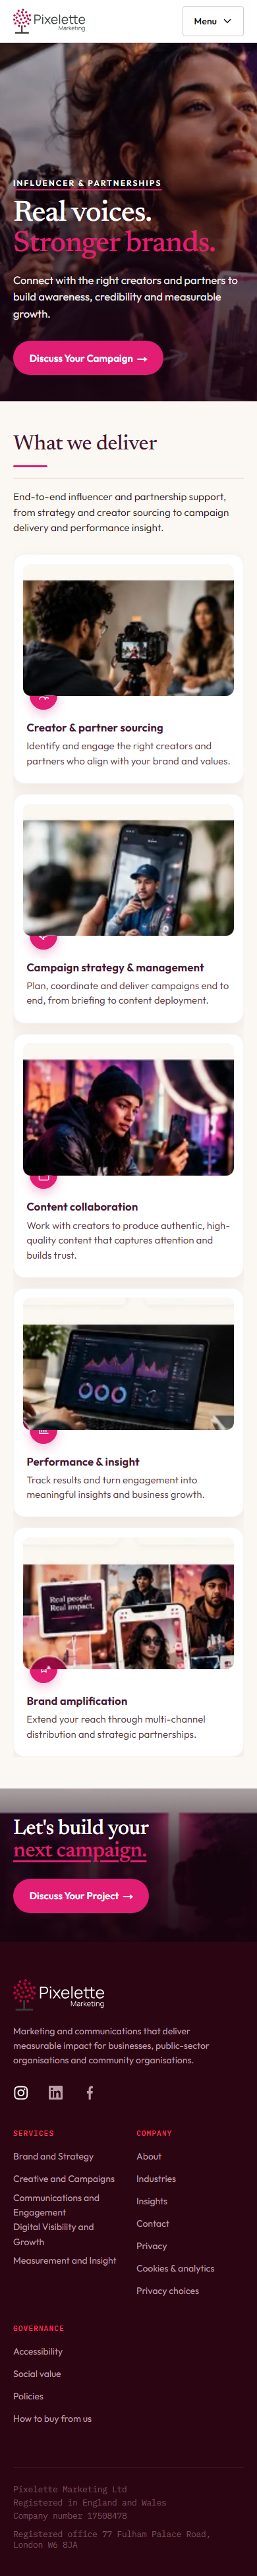 Pixelette
Marketing
Menu
INFLUENCER & PARTNERSHIPS
Real voices.
Stronger brands.
Connect with the right creators and partners to
build awareness, credibility and measurable
growth.
Discuss Your Campaign →
What we deliver
End-to-end influencer and partnership support,
from strategy and creator sourcing to campaign
delivery and performance insight.
Creator & partner sourcing
Identify and engage the right creators and
partners who align with your brand and values.
Campaign strategy & management
Plan, coordinate and deliver campaigns end to
end, from briefing to content deployment.
Content collaboration
Work with creators to produce authentic, high-
quality content that captures attention and
builds trust.
Performance & insight
Track results and turn engagement into
meaningful insights and business growth.
Real people.
Real impact.
Brand amplification
Extend your reach through multi-channel
distribution and strategic partnerships.
Let's build your
next campaign.
Discuss Your Project →
Pixelette
Marketing
Marketing and communications that deliver
measurable impact for businesses, public-sector
organisations and community organisations.
SERVICES
Brand and Strategy
Creative and Campaigns
Communications and
Engagement
Digital Visibility and
Growth
Measurement and Insight
COMPANY
About
Industries
Insights
Contact
Privacy
Cookies & analytics
Privacy choices
GOVERNANCE
Accessibility
Social value
Policies
How to buy from us
Pixelette Marketing Ltd
Registered in England and Wales
Company number 17508478
Registered office 77 Fulham Palace Road,
London W6 8JA